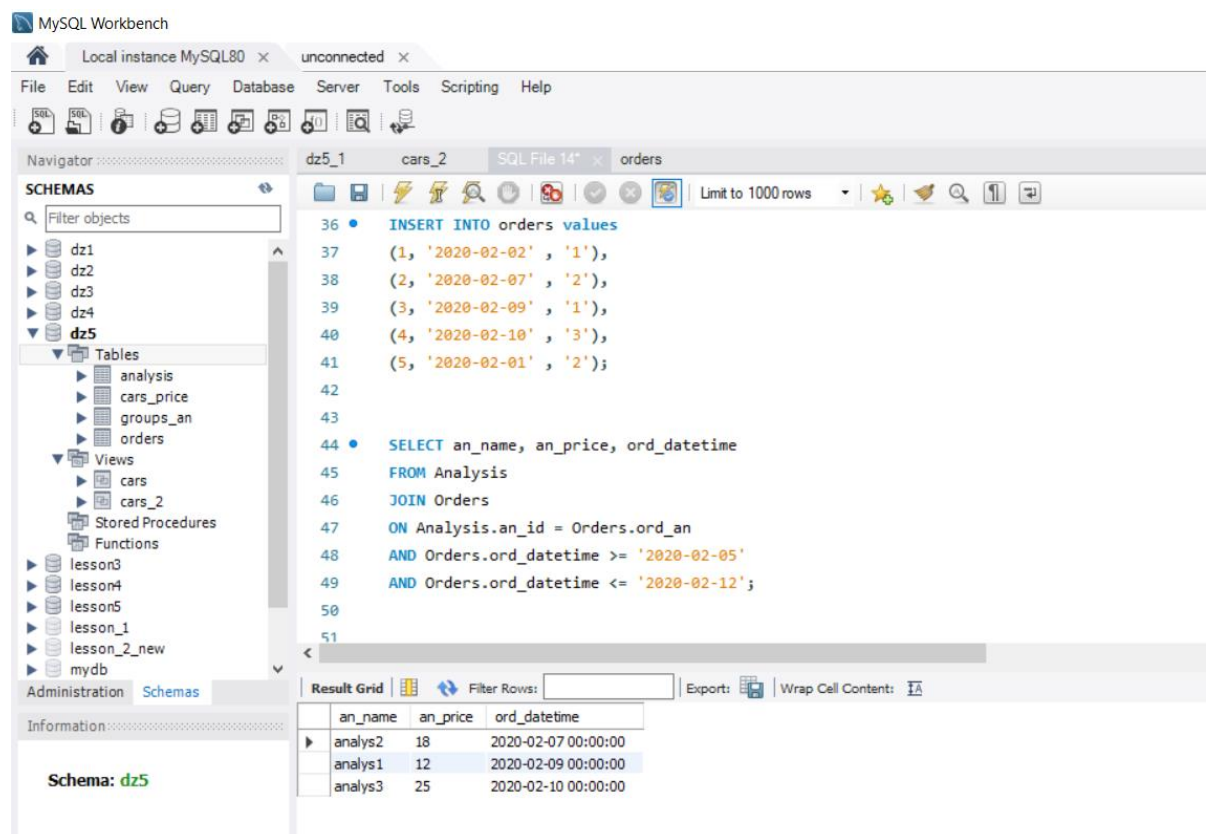 MySQL Workbench
Local instance MySQL80 × unconnected ×
File Edit View Query Database Server Tools Scripting Help
Navigator
SCHEMAS
Filter objects
dz1
dz2
dz3
dz4
dz5
Tables
analysis
cars_price
groups_an
orders
Views
cars
cars_2
Stored Procedures
Functions
lesson3
lesson4
lesson5
lesson_1
lesson_2_new
mydb
Administration Schemas
Information
Schema: dz5
dz5_1 cars_2 SQL File 14* × orders
Limit to 1000 rows
36 INSERT INTO orders values
37 (1, '2020-02-02' , '1'),
38 (2, '2020-02-07' , '2'),
39 (3, '2020-02-09' , '1'),
40 (4, '2020-02-10' , '3'),
41 (5, '2020-02-01' , '2');
42
43
44 SELECT an_name, an_price, ord_datetime
45 FROM Analysis
46 JOIN Orders
47 ON Analysis.an_id = Orders.ord_an
48 AND Orders.ord_datetime >= '2020-02-05'
49 AND Orders.ord_datetime <= '2020-02-12';
50
51
Result Grid Filter Rows: Export: Wrap Cell Content:
an_name an_price ord_datetime
analys2 18 2020-02-07 00:00:00
analys1 12 2020-02-09 00:00:00
analys3 25 2020-02-10 00:00:00